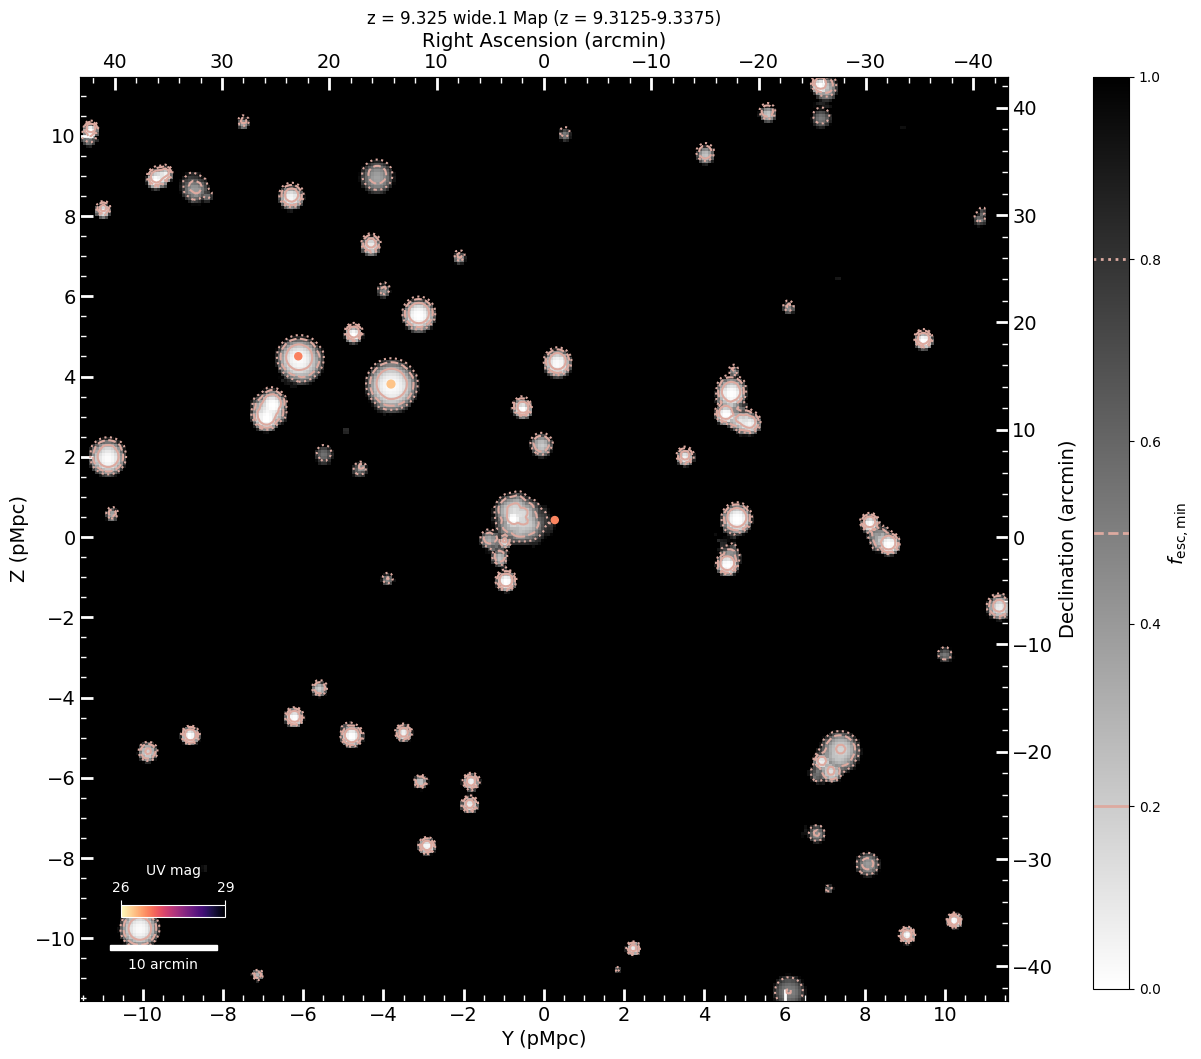 z = 9.325 wide.1 Map (z = 9.3125-9.3375)
Right Ascension (arcmin)
40 30 20 10 0 −10 −20 −30 −40
10
8
6
4
2
0
−2
−4
−6
−8
−10
Z (pMpc)
−10 −8 −6 −4 −2 0 2 4 6 8 10
Y (pMpc)
40
30
20
10
0
−10
−20
−30
−40
Declination (arcmin)
UV mag
26 29
10 arcmin
1.0
0.8
0.6
0.4
0.2
0.0
f_esc, min